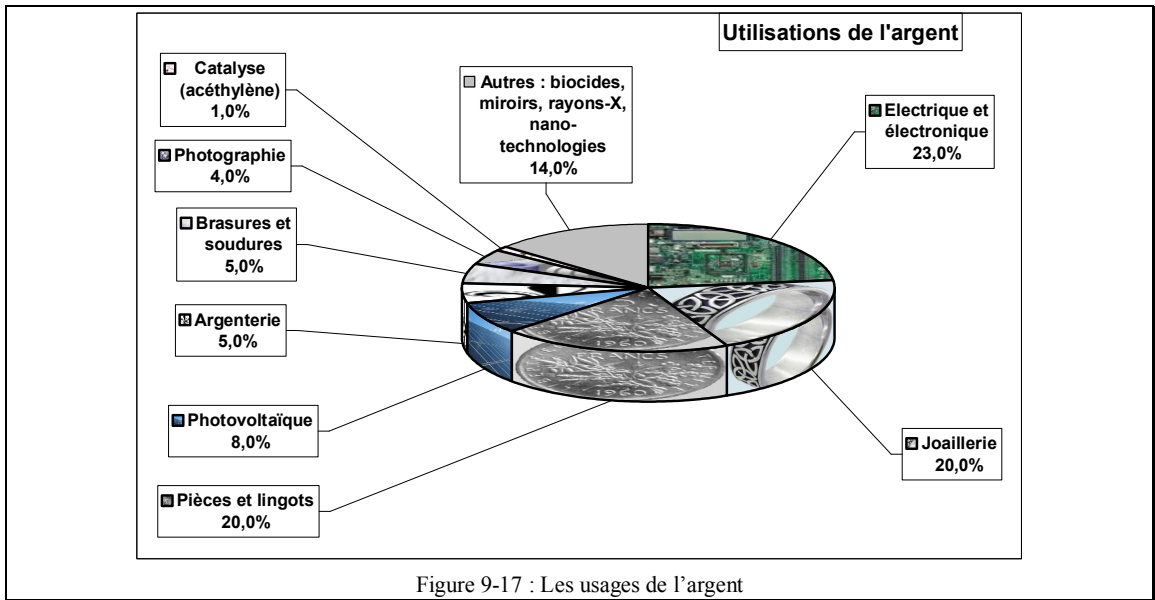 Utilisations de l'argent
Catalyse
(acéthylène)
1,0%
Autres : biocides,
miroirs, rayons-X,
nano-
technologies
14,0%
Electrique et
électronique
23,0%
Photographie
4,0%
Brasures et
soudures
5,0%
Argenterie
5,0%
Photovoltaïque
8,0%
Joaillerie
20,0%
Pièces et lingots
20,0%
1960
1960
Figure 9-17 : Les usages de l'argent